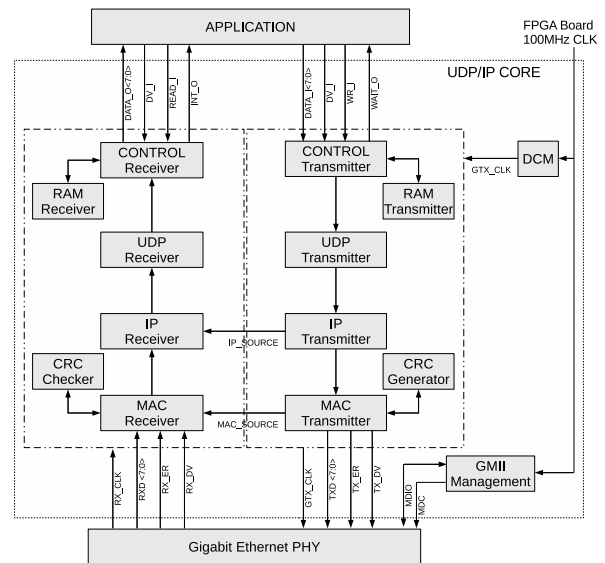 APPLICATION
FPGA Board
100MHz CLK
UDP/IP CORE
DATA_O<7:0>
DV_I
READ_I
INT_O
DATA_I<7:0>
DV_I
WR_I
WAIT_O
CONTROL
Receiver
CONTROL
Transmitter
GTX_CLK
DCM
RAM
Receiver
RAM
Transmitter
UDP
Receiver
UDP
Transmitter
IP
Receiver
IP_SOURCE
IP
Transmitter
CRC
Checker
CRC
Generator
MAC
Receiver
MAC_SOURCE
MAC
Transmitter
RX_CLK
RXD <7:0>
RX_ER
RX_DV
GTX_CLK
TXD <7:0>
TX_ER
TX_DV
MDIO
MDC
GMII
Management
Gigabit Ethernet PHY